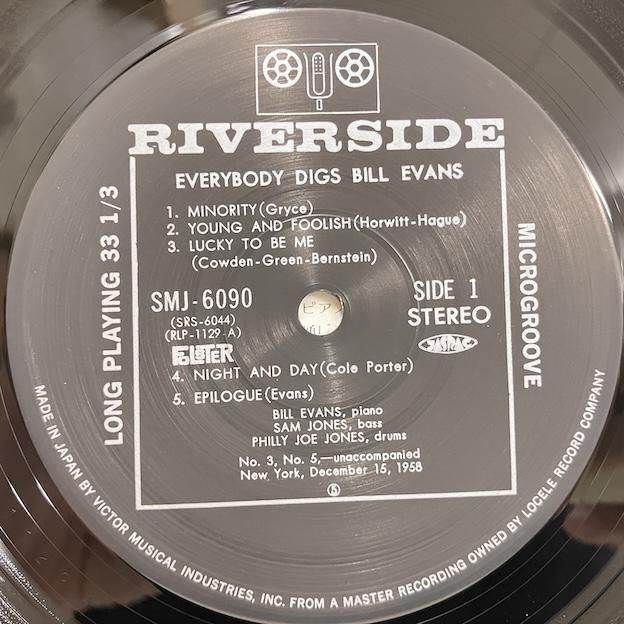 RIVERSIDE
EVERYBODY DIGS BILL EVANS
1. MINORITY(Gryce)
2. YOUNG AND FOOLISH(Horwitt-Hague)
3. LUCKY TO BE ME
(Cowden-Green-Bernstein)
SMJ-6090
(SRS-6044)
(RLP-1129-A)
SIDE 1
STEREO
JASRAC
4. NIGHT AND DAY(Cole Porter)
5. EPILOGUE(Evans)
BILL EVANS, piano
SAM JONES, bass
PHILLY JOE JONES, drums
No. 3, No. 5,—unaccompanied
New York, December 15, 1958
LONG PLAYING 33 1/3
MICROGROOVE
MADE IN JAPAN BY VICTOR MUSICAL INDUSTRIES, INC. FROM A MASTER RECORDING OWNED BY LOCELE RECORD COMPANY
ピア